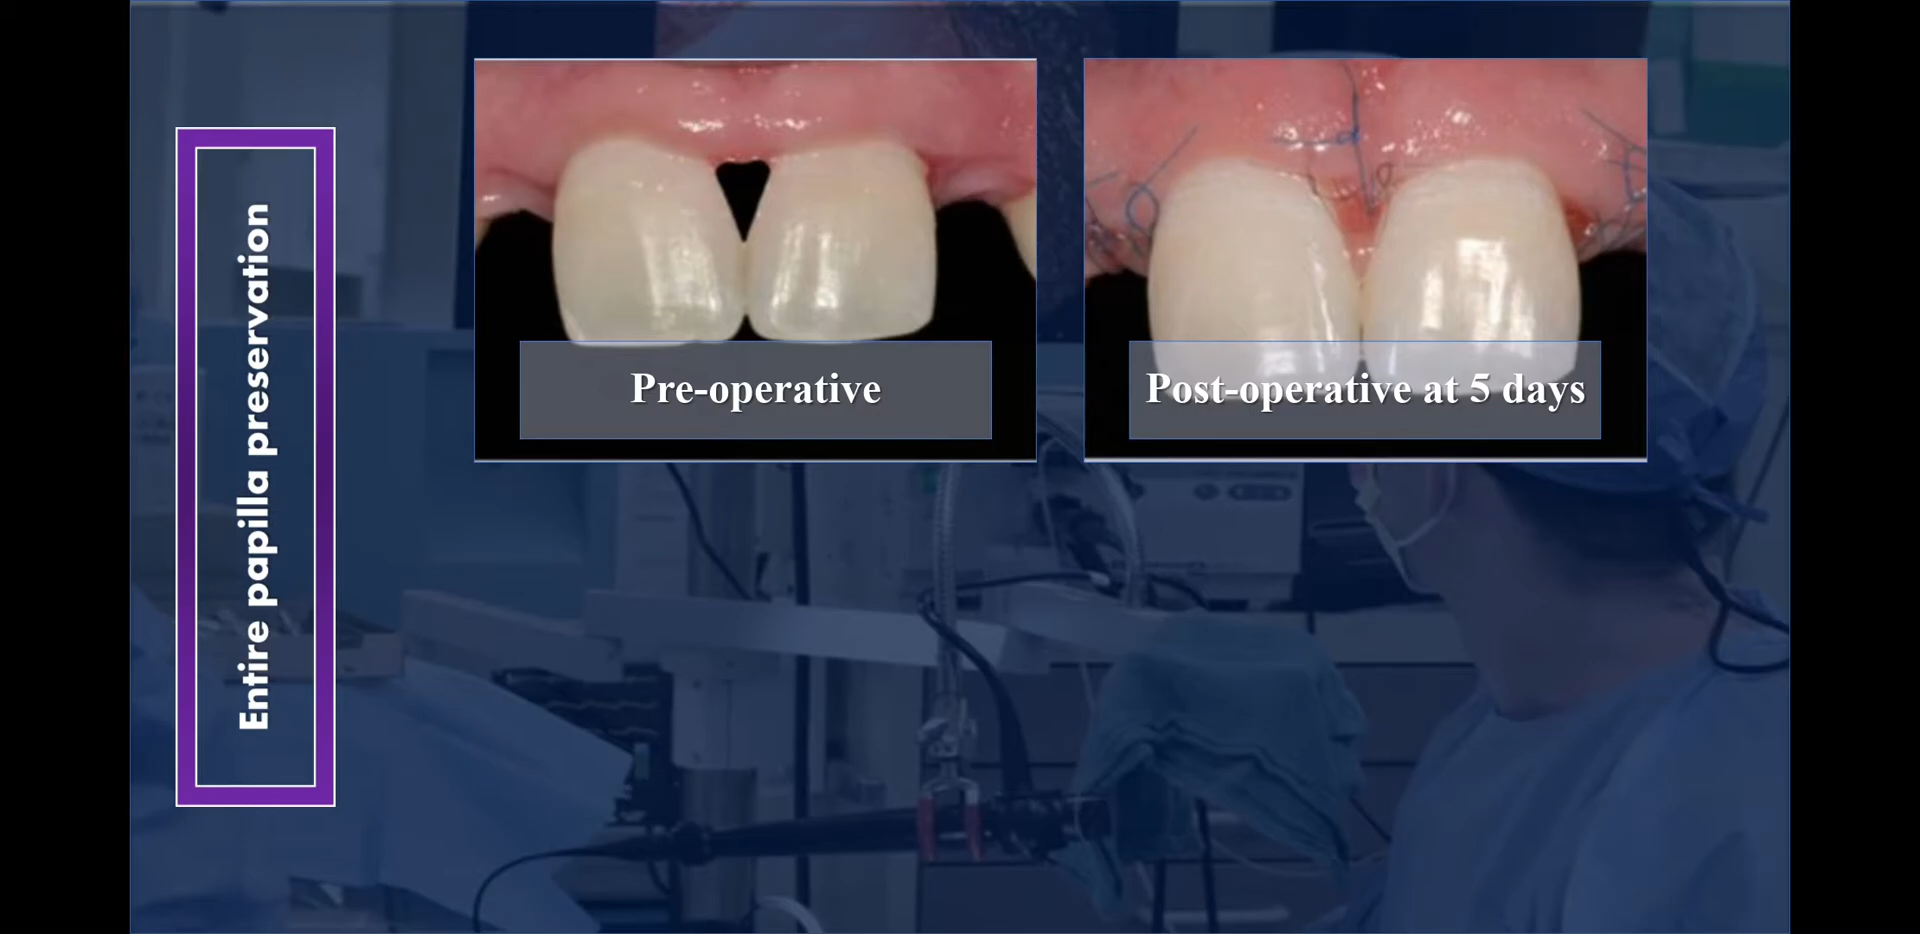 Entire papilla preservation
Pre-operative
Post-operative at 5 days